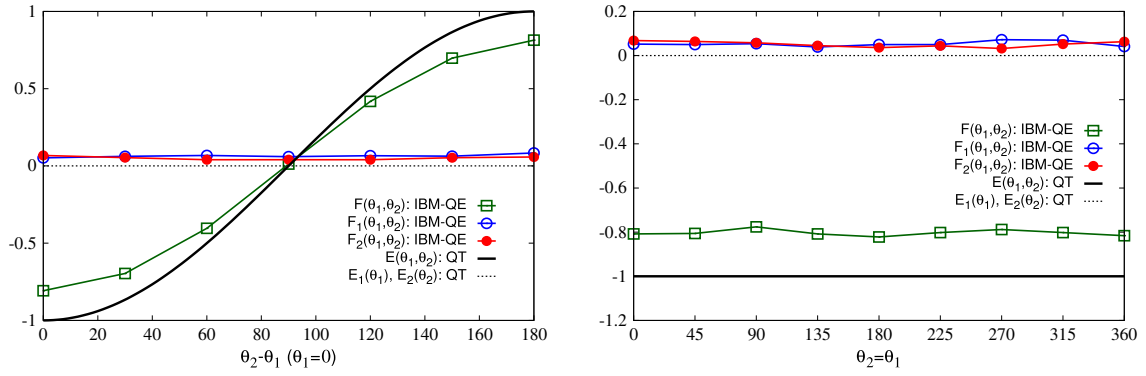 1
0.5
0
-0.5
-1
0 20 40 60 80 100 120 140 160 180
θ₂-θ₁ (θ₁=0)
F(θ₁,θ₂): IBM-QE
F₁(θ₁,θ₂): IBM-QE
F₂(θ₁,θ₂): IBM-QE
E(θ₁,θ₂): QT
E₁(θ₁), E₂(θ₂): QT
0.2
0
-0.2
-0.4
-0.6
-0.8
-1
-1.2
0 45 90 135 180 225 270 315 360
θ₂=θ₁
F(θ₁,θ₂): IBM-QE
F₁(θ₁,θ₂): IBM-QE
F₂(θ₁,θ₂): IBM-QE
E(θ₁,θ₂): QT
E₁(θ₁), E₂(θ₂): QT